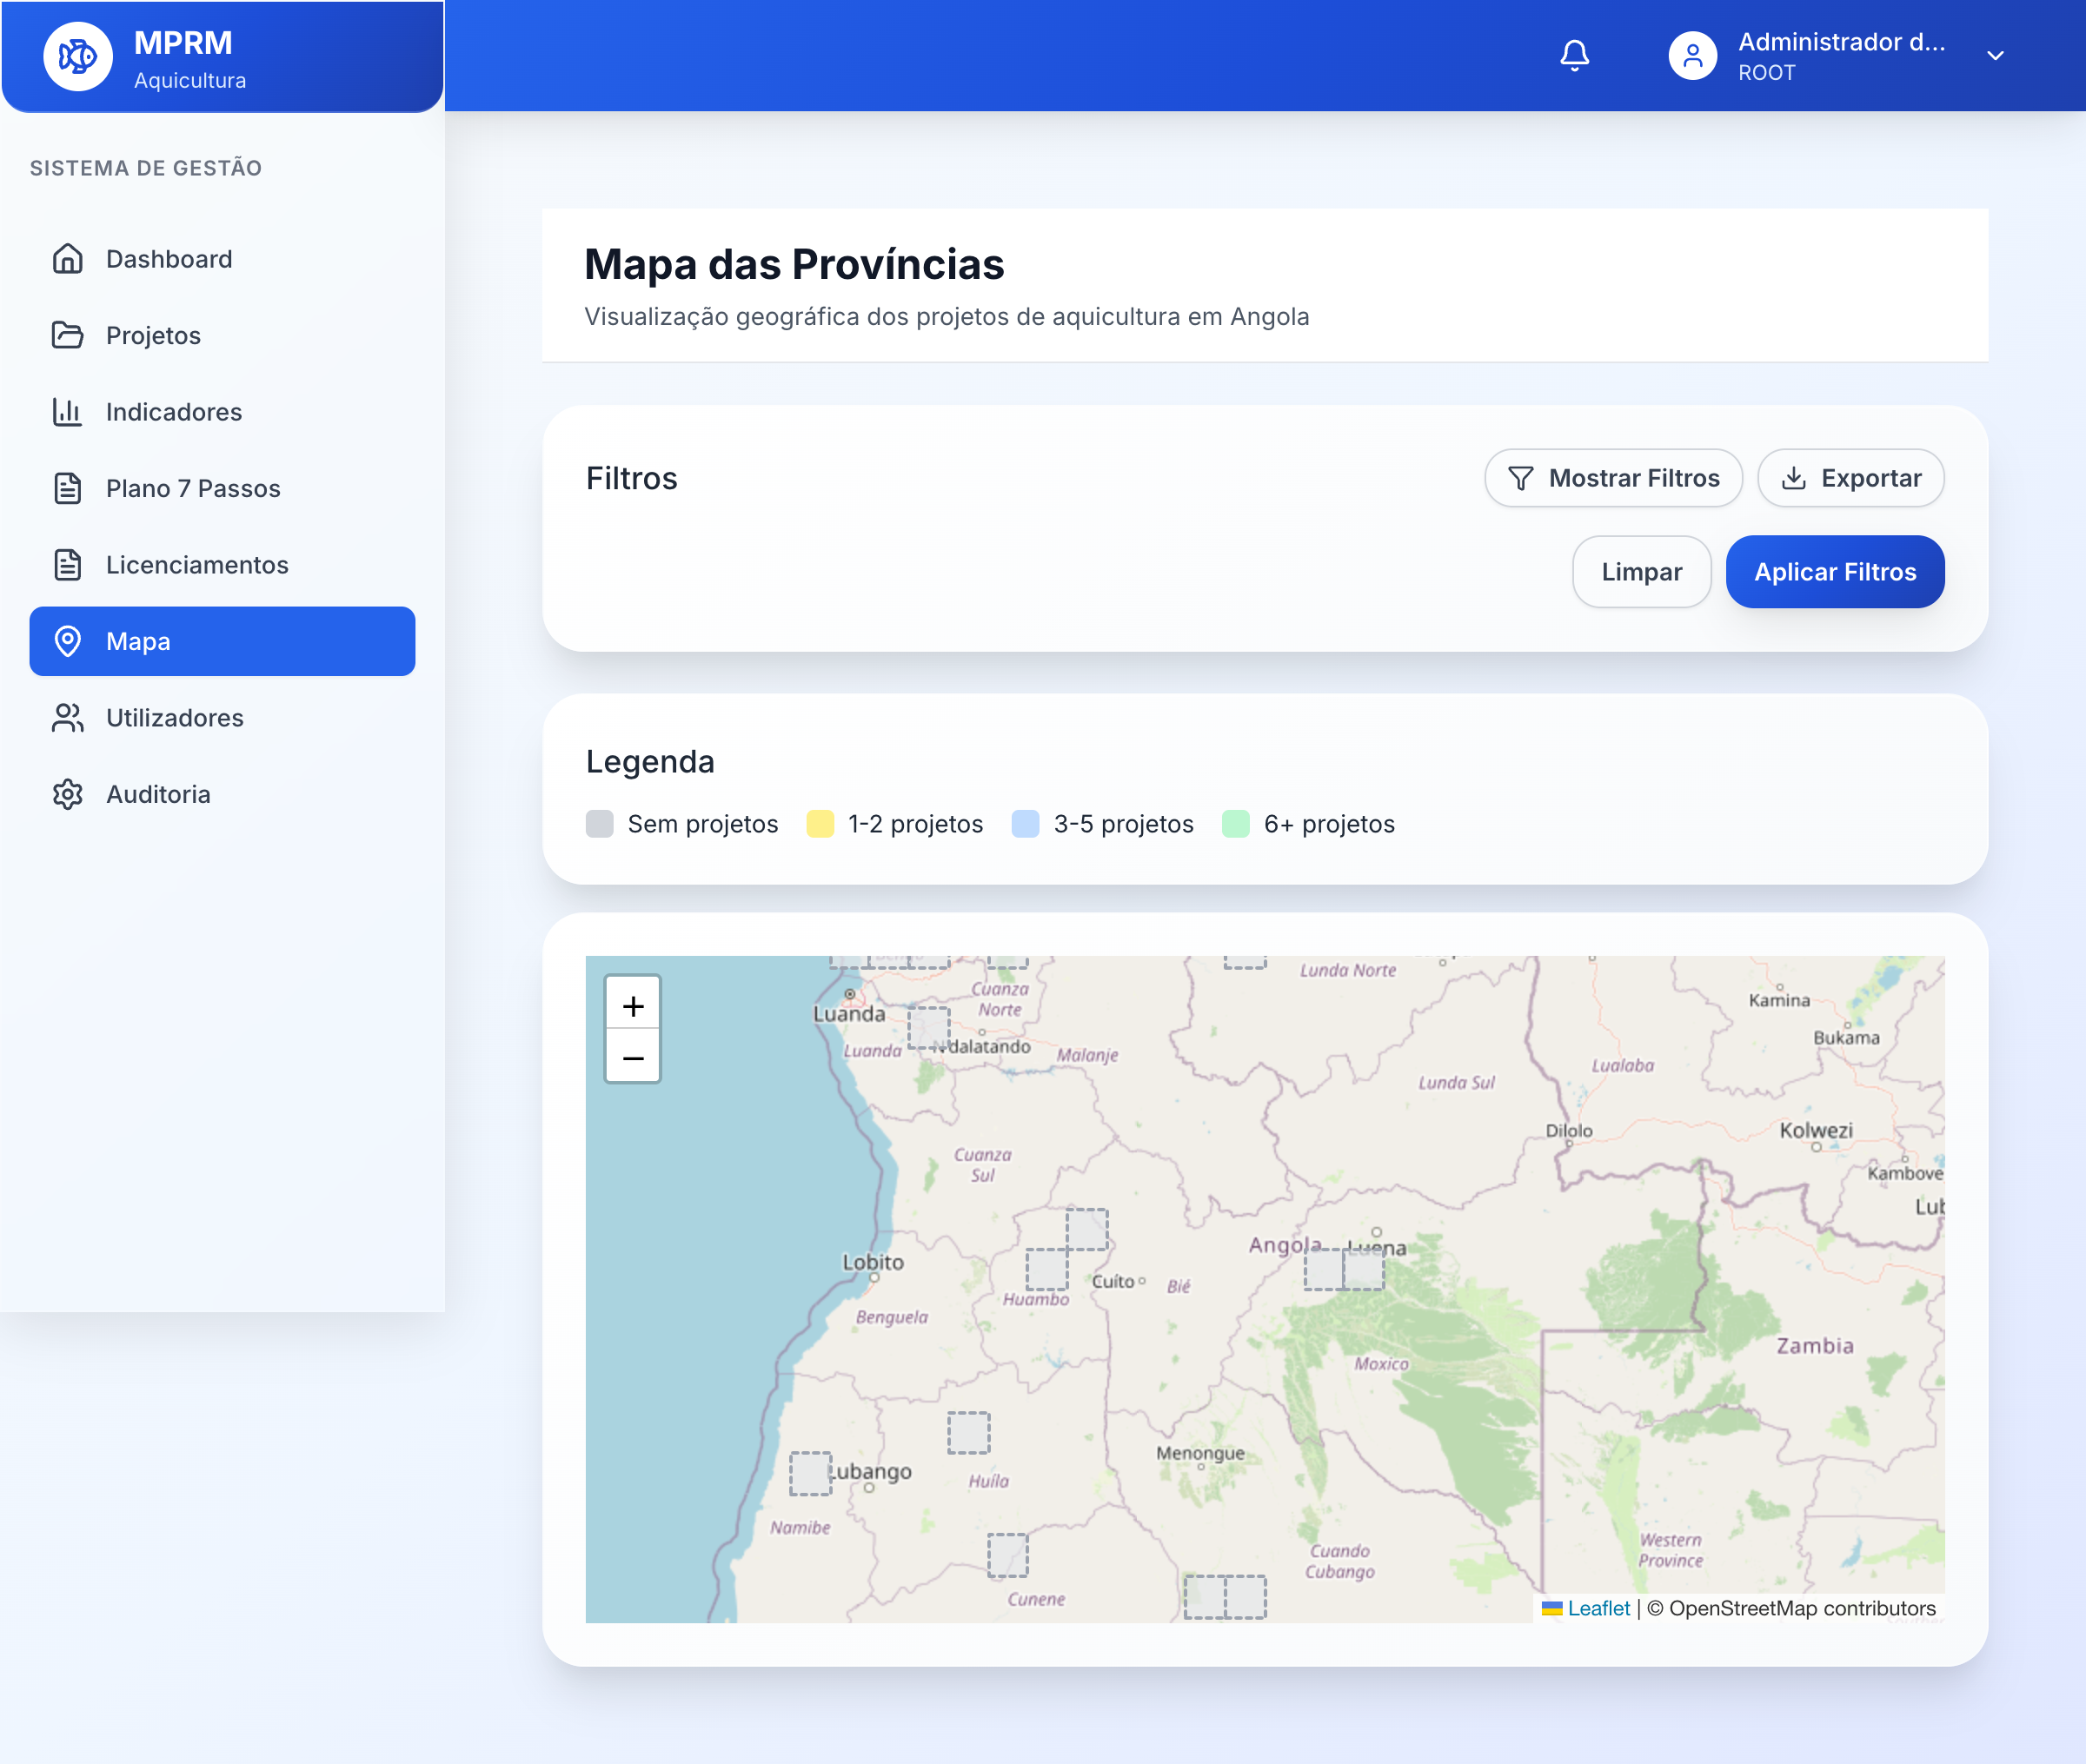 MPRM
Aquicultura
Administrador d...
ROOT
SISTEMA DE GESTÃO
Dashboard
Projetos
Indicadores
Plano 7 Passos
Licenciamentos
Mapa
Utilizadores
Auditoria
Mapa das Províncias
Visualização geográfica dos projetos de aquicultura em Angola
Filtros
Mostrar Filtros
Exportar
Limpar
Aplicar Filtros
Legenda
Sem projetos
1-2 projetos
3-5 projetos
6+ projetos
+
−
Lunda Norte
Cuanza
Norte
Luanda
Kamina
Bukama
Luanda
N'dalatando
Malanje
Lualaba
Lunda Sul
Dilolo
Kolwezi
Cuanza
Sul
Kambove
Lub
Angola
Luena
Lobito
Cuíto
Bié
Huambo
Benguela
Zambia
Moxico
Menongue
Lubango
Huíla
Namibe
Western
Province
Cuando
Cubango
Cunene
Leaflet | © OpenStreetMap contributors